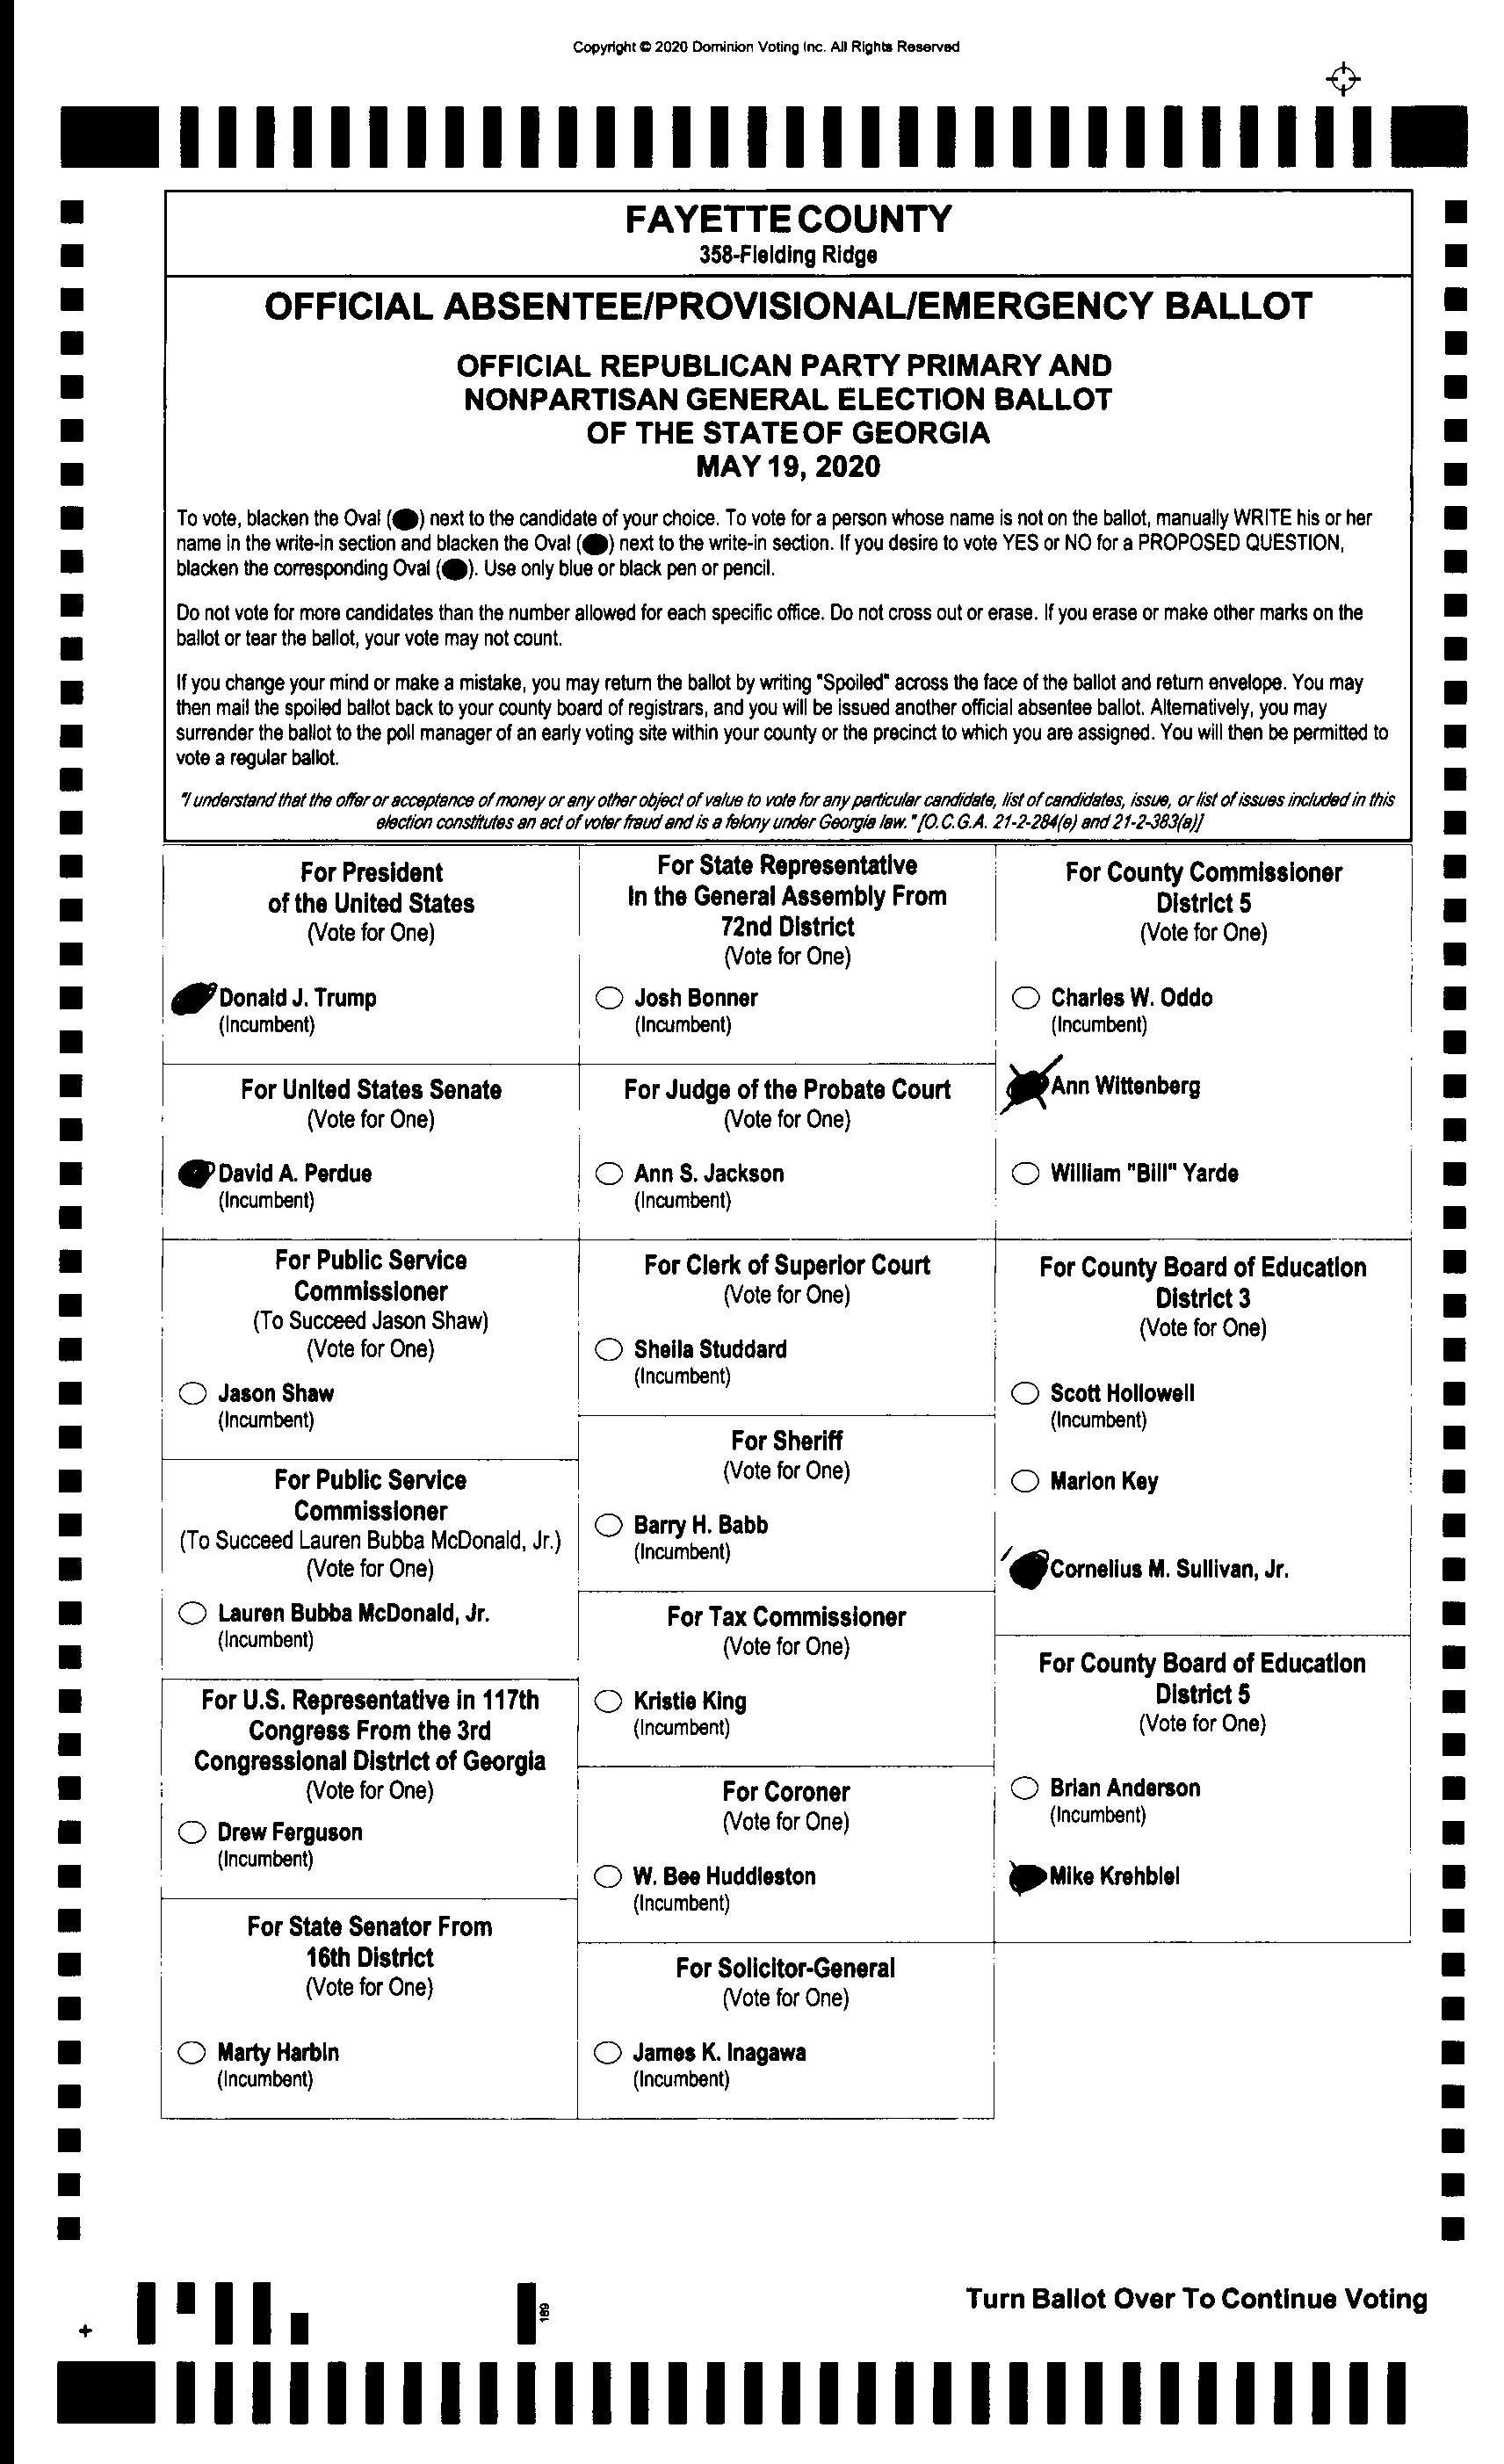 Copyright © 2020 Dominion Voting Inc. All Rights Reserved
FAYETTE COUNTY
358-Fielding Ridge
OFFICIAL ABSENTEE/PROVISIONAL/EMERGENCY BALLOT
OFFICIAL REPUBLICAN PARTY PRIMARY AND
NONPARTISAN GENERAL ELECTION BALLOT
OF THE STATE OF GEORGIA
MAY 19, 2020
To vote, blacken the Oval (●) next to the candidate of your choice. To vote for a person whose name is not on the ballot, manually WRITE his or her
name in the write-in section and blacken the Oval (●) next to the write-in section. If you desire to vote YES or NO for a PROPOSED QUESTION,
blacken the corresponding Oval (●). Use only blue or black pen or pencil.
Do not vote for more candidates than the number allowed for each specific office. Do not cross out or erase. If you erase or make other marks on the
ballot or tear the ballot, your vote may not count.
If you change your mind or make a mistake, you may return the ballot by writing "Spoiled" across the face of the ballot and return envelope. You may
then mail the spoiled ballot back to your county board of registrars, and you will be issued another official absentee ballot. Alternatively, you may
surrender the ballot to the poll manager of an early voting site within your county or the precinct to which you are assigned. You will then be permitted to
vote a regular ballot.
"I understand that the offer or acceptance of money or any other object of value to vote for any particular candidate, list of candidates, issue, or list of issues included in this
election constitutes an act of voter fraud and is a felony under Georgia law." [O.C.G.A. 21-2-284(e) and 21-2-383(a)]
For President
of the United States
(Vote for One)
Donald J. Trump
(Incumbent)
For United States Senate
(Vote for One)
David A. Perdue
(Incumbent)
For Public Service
Commissioner
(To Succeed Jason Shaw)
(Vote for One)
Jason Shaw
(Incumbent)
For Public Service
Commissioner
(To Succeed Lauren Bubba McDonald, Jr.)
(Vote for One)
Lauren Bubba McDonald, Jr.
(Incumbent)
For U.S. Representative in 117th
Congress From the 3rd
Congressional District of Georgia
(Vote for One)
Drew Ferguson
(Incumbent)
For State Senator From
16th District
(Vote for One)
Marty Harbin
(Incumbent)
For State Representative
In the General Assembly From
72nd District
(Vote for One)
Josh Bonner
(Incumbent)
For Judge of the Probate Court
(Vote for One)
Ann S. Jackson
(Incumbent)
For Clerk of Superior Court
(Vote for One)
Sheila Studdard
(Incumbent)
For Sheriff
(Vote for One)
Barry H. Babb
(Incumbent)
For Tax Commissioner
(Vote for One)
Kristie King
(Incumbent)
For Coroner
(Vote for One)
W. Bee Huddleston
(Incumbent)
For Solicitor-General
(Vote for One)
James K. Inagawa
(Incumbent)
For County Commissioner
District 5
(Vote for One)
Charles W. Oddo
(Incumbent)
Ann Wittenberg
William "Bill" Yarde
For County Board of Education
District 3
(Vote for One)
Scott Hollowell
(Incumbent)
Marion Key
Cornelius M. Sullivan, Jr.
For County Board of Education
District 5
(Vote for One)
Brian Anderson
(Incumbent)
Mike Krehbiel
Turn Ballot Over To Continue Voting
189